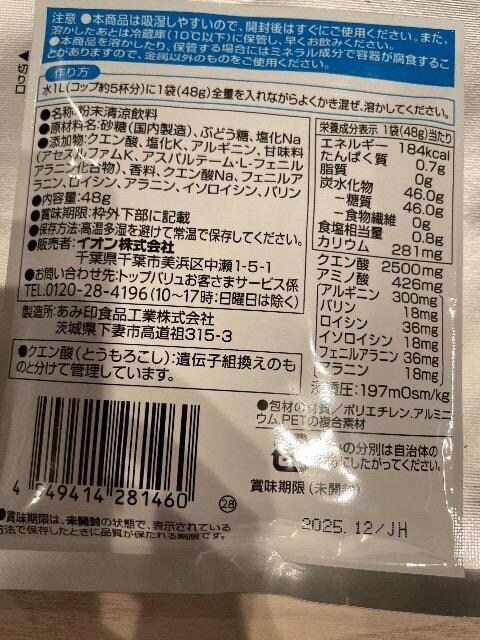 注意 ●本商品は吸湿しやすいので、開封後はすぐにご使用ください。また、
溶かしたあとは冷蔵庫(10℃以下)に保管し、早くお飲みください。
●本商品を溶かしたり、保管する場合にはミネラル成分で容器が腐食するこ
とがありますので、金属以外のものをご使用ください。
◀切り口
作り方
水1L(コップ約5杯分)に1袋(48g)全量を入れながらよくかき混ぜ、溶かしてください。
●名称:粉末清涼飲料
●原材料名:砂糖(国内製造)、ぶどう糖、塩化Na
●添加物:クエン酸、塩化K、アルギニン、甘味料
(アセスルファムK、アスパルテーム・L-フェニル
アラニン化合物)、香料、クエン酸Na、フェニルア
ラニン、ロイシン、アラニン、イソロイシン、バリン
●内容量:48g
●賞味期限:枠外下部に記載
●保存方法:高温多湿を避けて常温で保存してください。
●販売者:イオン株式会社
千葉県千葉市美浜区中瀬1-5-1
●お問い合わせ先:トップバリュお客さまサービス係
TEL.0120-28-4196(10～17時:日曜日は除く)
製造所:あみ印食品工業株式会社
茨城県下妻市高道祖315-3
●クエン酸(とうもろこし):遺伝子組換えのも
のと分けて管理しています。
栄養成分表示 1袋(48g)当たり
エネルギー 184kcal
たんぱく質 0.7g
脂質 0g
炭水化物 46.0g
－糖質 46.0g
－食物繊維 0g
食塩相当量 0.8g
カリウム 281mg
クエン酸 2500mg
アミノ酸 426mg
アルギニン 300mg
バリン 18mg
ロイシン 36mg
イソロイシン 18mg
フェニルアラニン 36mg
アラニン 18mg
浸透圧:197mOsm/kg
●包材の材質/ポリエチレン、アルミニ
ウム、PETの複合素材
の分別は自治体の
にしたがってください。
賞味期限(未開封)
2025.12/JH
4 549414 281460
28
●賞味期限は、未開封の状態で、表示されている
方法で保存したときに品質が保たれる期限です。